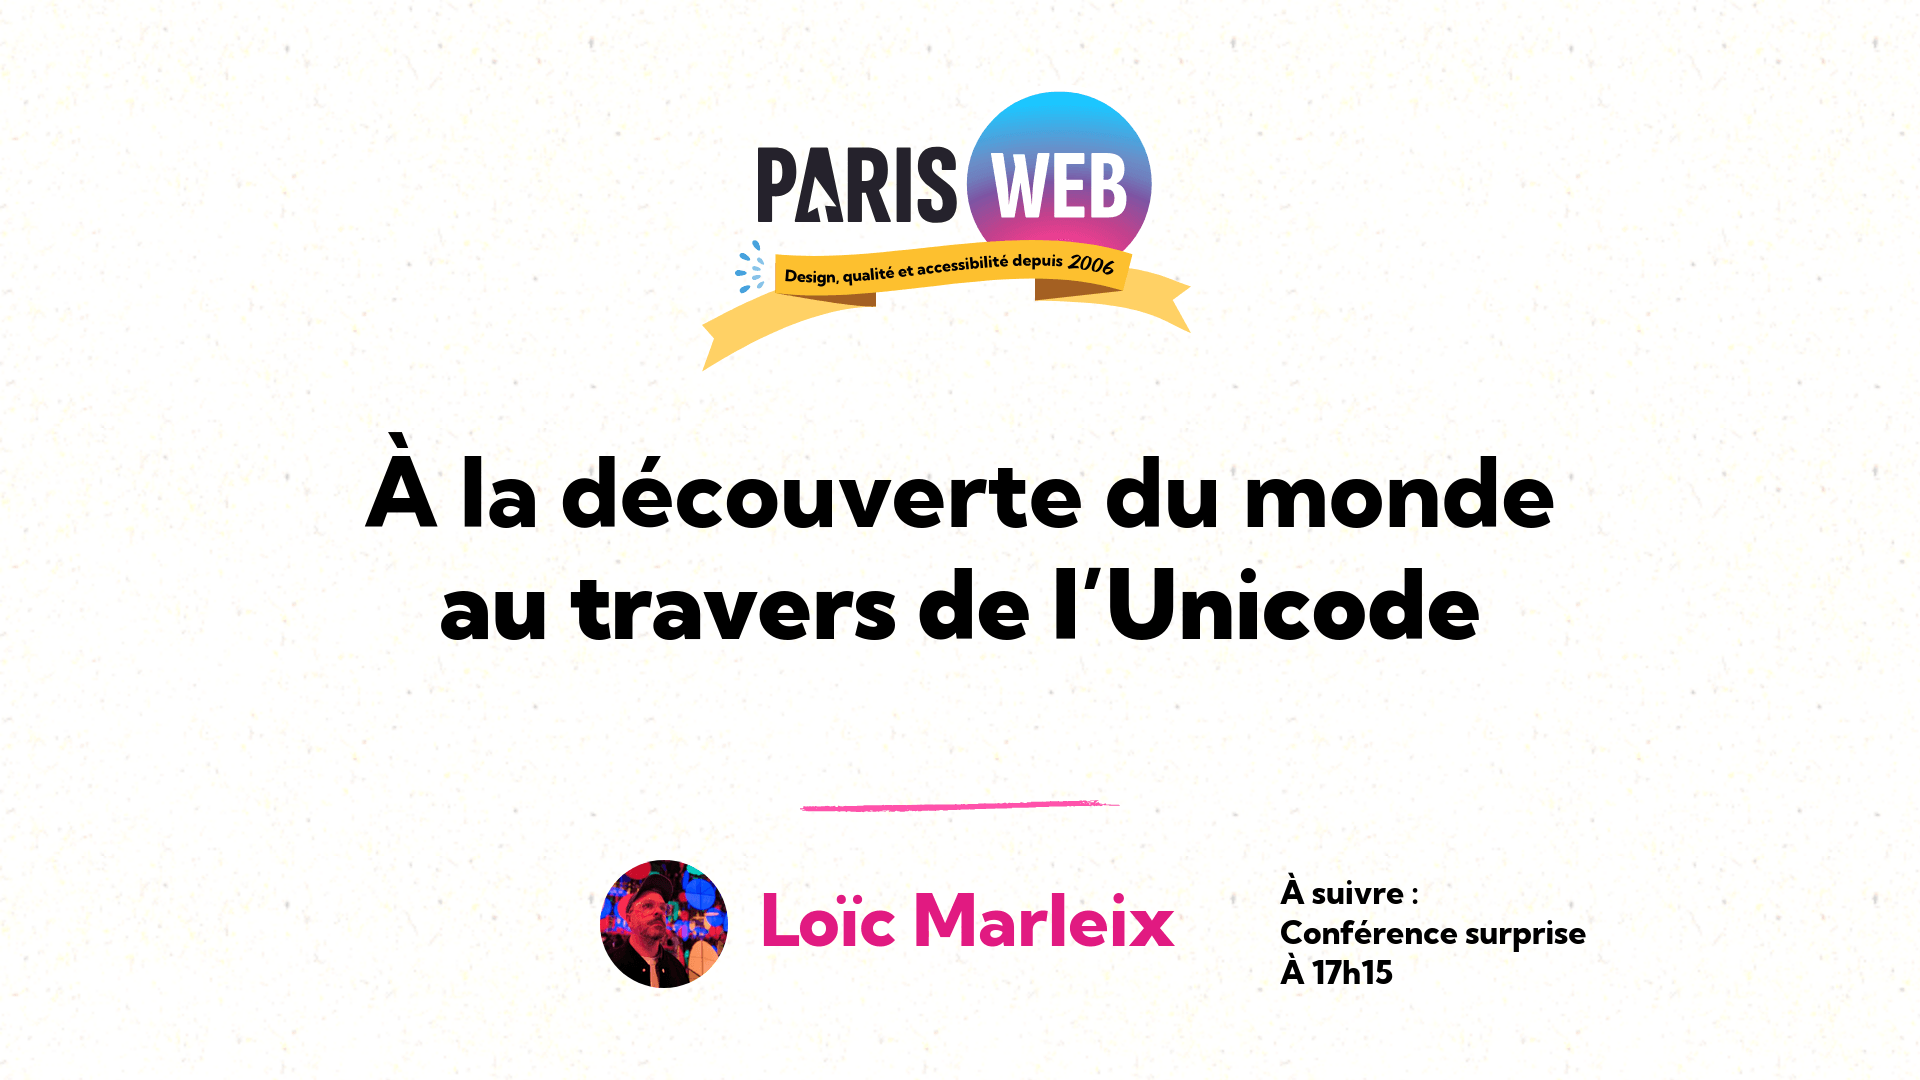 PARIS WEB
Design, qualité et accessibilité depuis 2006
À la découverte du monde
au travers de l’Unicode
Loïc Marleix
À suivre :
Conférence surprise
À 17h15